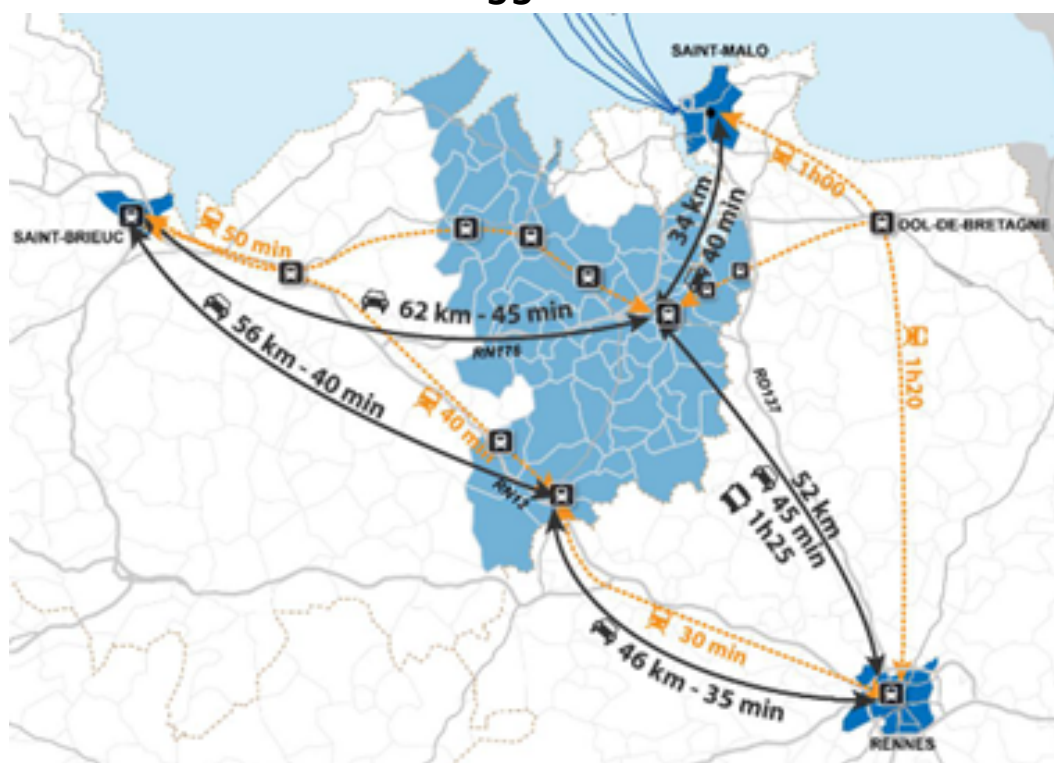 SAINT-MALO
1h00
34 km
40 min
DOL-DE-BRETAGNE
SAINT-BRIEUC
50 min
62 km - 45 min
RN176
56 km - 40 min
40 min
RD137
1h20
RN12
52 km
45 min
1h25
30 min
46 km - 35 min
RENNES